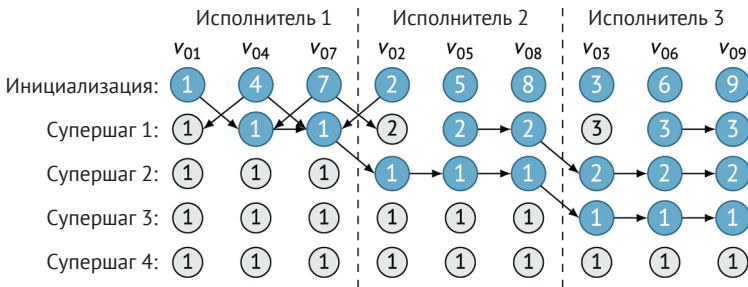 Исполнитель 1 Исполнитель 2 Исполнитель 3
v01 v04 v07 v02 v05 v08 v03 v06 v09
Инициализация: 1 4 7 2 5 8 3 6 9
Супершаг 1: 1 1 1 2 2 2 3 3 3
Супершаг 2: 1 1 1 1 1 1 2 2 2
Супершаг 3: 1 1 1 1 1 1 1 1 1
Супершаг 4: 1 1 1 1 1 1 1 1 1